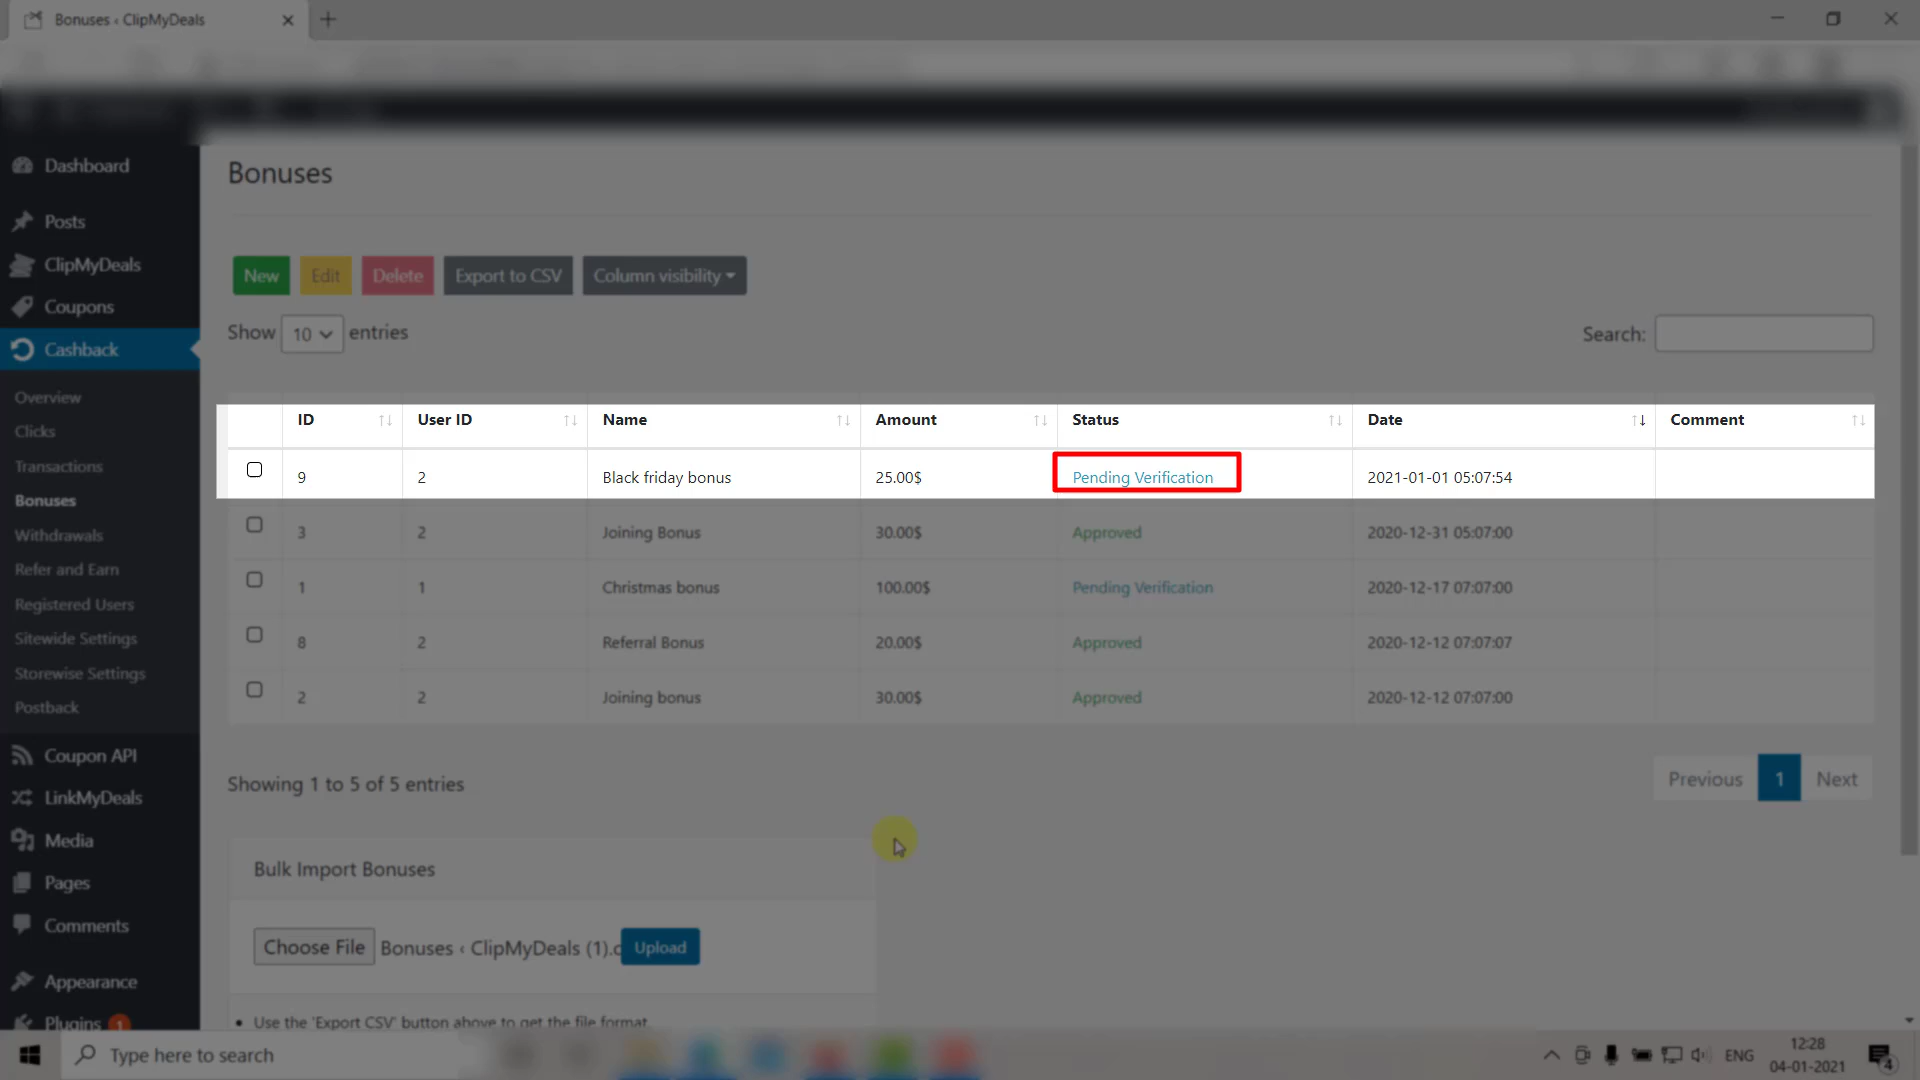 Bonuses ‹ ClipMyDeals
Dashboard
Posts
ClipMyDeals
Coupons
Cashback
Overview
Clicks
Transactions
Bonuses
Withdrawals
Refer and Earn
Registered Users
Sitewide Settings
Storewise Settings
Postback
Coupon API
LinkMyDeals
Media
Pages
Comments
Appearance
Plugins 1
Bonuses
New Edit Delete Export to CSV Column visibility
Show 10 entries
Search:
ID User ID Name Amount Status Date Comment
9 2 Black friday bonus 25.00$ Pending Verification 2021-01-01 05:07:54
3 2 Joining Bonus 30.00$ Approved 2020-12-31 05:07:00
1 1 Christmas bonus 100.00$ Pending Verification 2020-12-17 07:07:00
8 2 Referral Bonus 20.00$ Approved 2020-12-12 07:07:07
2 2 Joining bonus 30.00$ Approved 2020-12-12 07:07:00
Showing 1 to 5 of 5 entries
Previous 1 Next
Bulk Import Bonuses
Choose File Bonuses ‹ ClipMyDeals (1).c Upload
Use the 'Export CSV' button above to get the file format.
Type here to search
ENG
12:28
04-01-2021
4